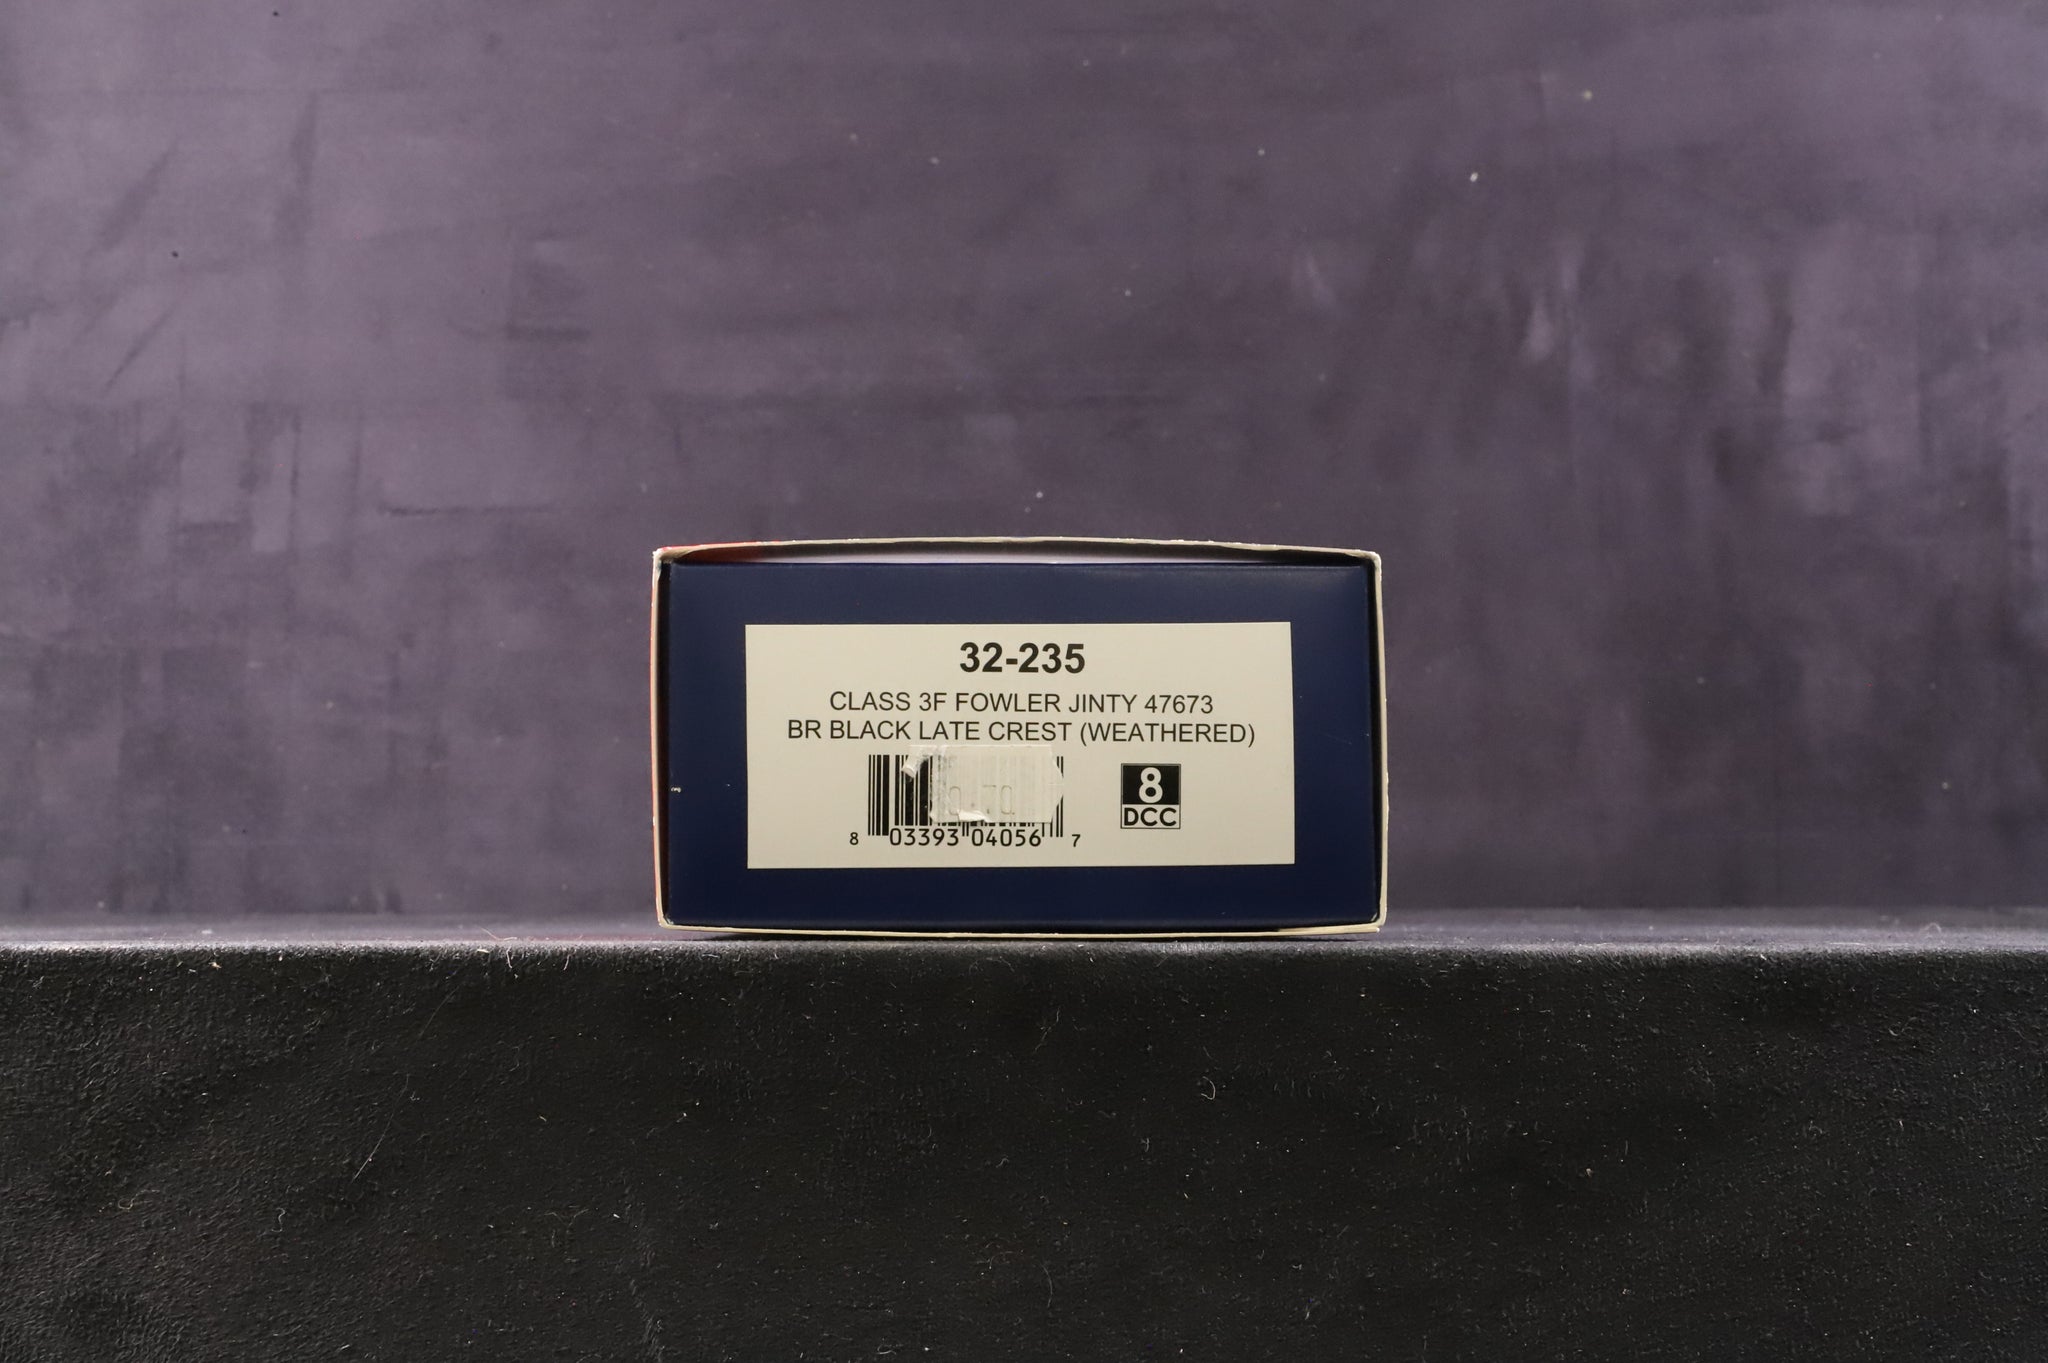 32-235
CLASS 3F FOWLER JINTY 47673
BR BLACK LATE CREST (WEATHERED)
8
DCC
8 03393 04056 7